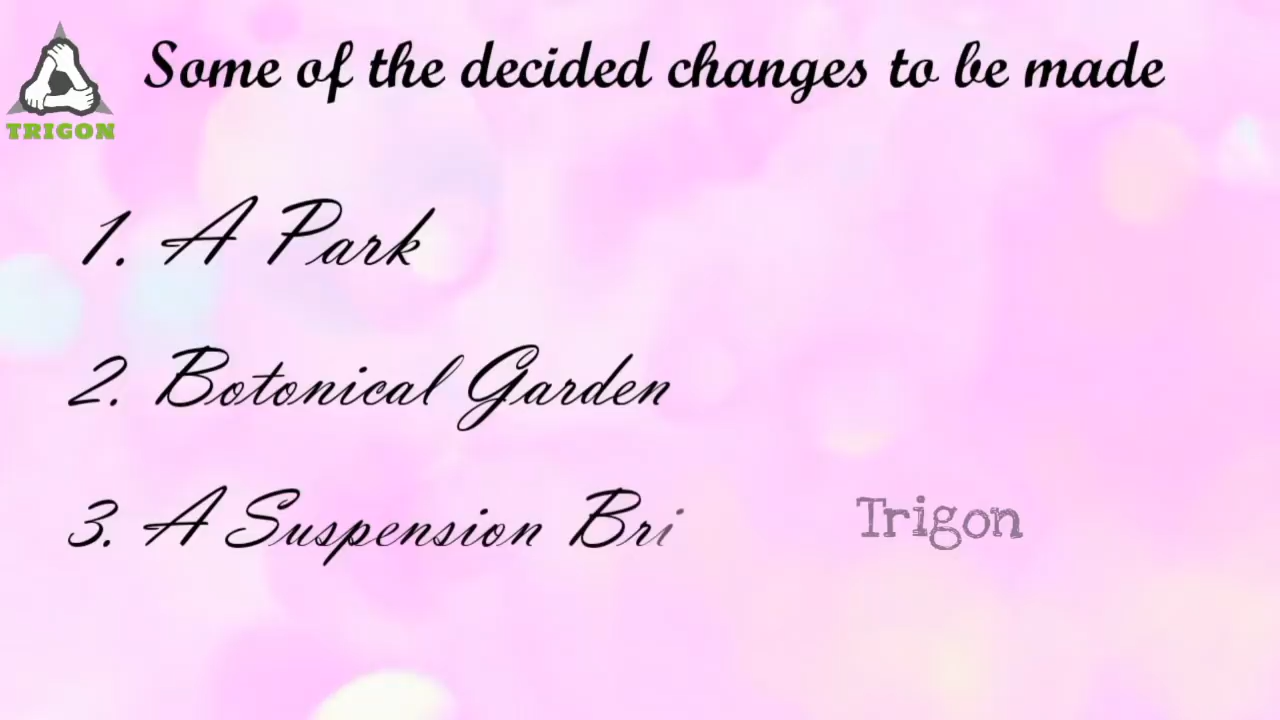 TRIGON
Some of the decided changes to be made
1. A Park
2. Botonical Garden
3. A Suspension Bri
Trigon